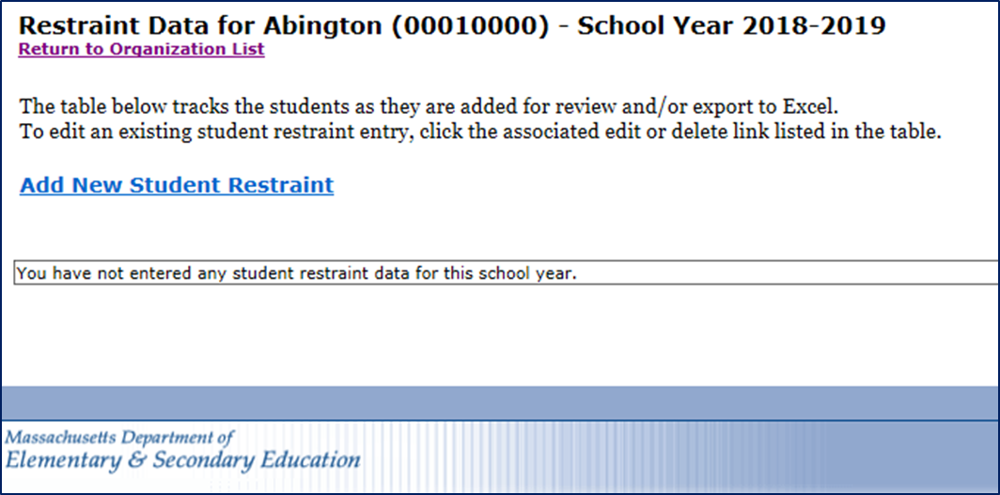 Restraint Data for Abington (00010000) - School Year 2018-2019
Return to Organization List
The table below tracks the students as they are added for review and/or export to Excel.
To edit an existing student restraint entry, click the associated edit or delete link listed in the table.
Add New Student Restraint
You have not entered any student restraint data for this school year.
Massachusetts Department of
Elementary & Secondary Education